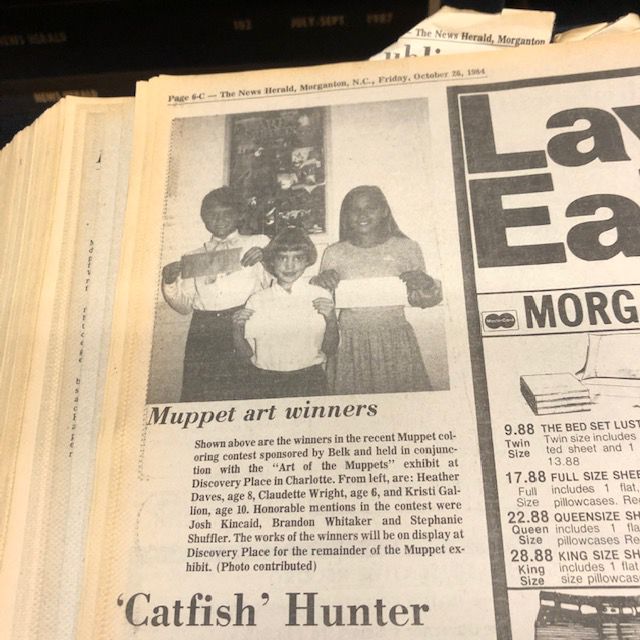 NEWS HERALD 102 JULY-SEPT 1987
NEWS-HERALD
The News Herald, Morganton
Page 6-C — The News Herald, Morganton, N.C., Friday, October 26, 1984
Muppet art winners
Shown above are the winners in the recent Muppet col-
oring contest sponsored by Belk and held in conjunc-
tion with the "Art of the Muppets" exhibit at
Discovery Place in Charlotte. From left, are: Heather
Daves, age 8, Claudette Wright, age 6, and Kristi Gal-
lion, age 10. Honorable mentions in the contest were
Josh Kincaid, Brandon Whitaker and Stephanie
Shuffler. The works of the winners will be on display at
Discovery Place for the remainder of the Muppet ex-
hibit. (Photo contributed)
'Catfish' Hunter
La
Ea
MORG
9.88 THE BED SET LUST
Twin Twin size includes
Size ted sheet and 1
13.88
17.88 FULL SIZE SHEE
Full includes 1 flat,
Size pillowcases. Re
22.88 QUEENSIZE SH
Queen includes 1 fla
Size pillowcases Re
28.88 KING SIZE SH
King includes 1 flat
Size size pillowcas